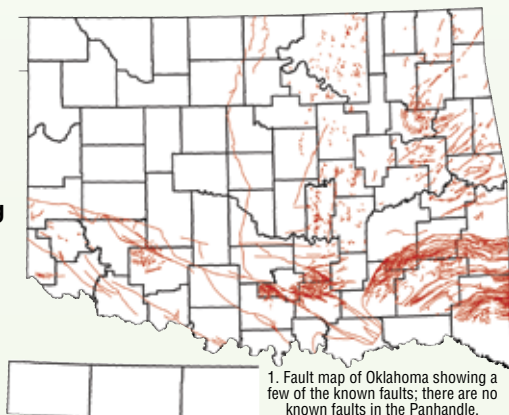 g
1. Fault map of Oklahoma showing a
few of the known faults; there are no
known faults in the Panhandle.